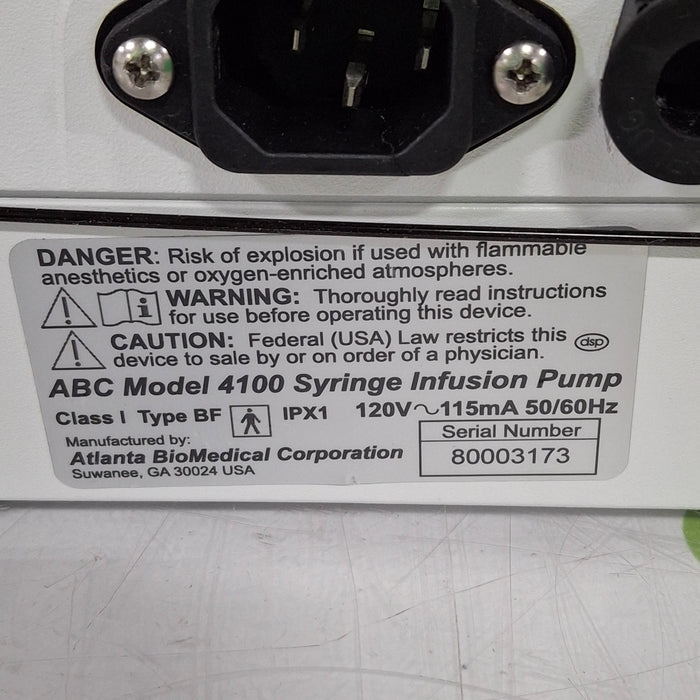 DANGER: Risk of explosion if used with flammable
anesthetics or oxygen-enriched atmospheres.
WARNING: Thoroughly read instructions
for use before operating this device.
CAUTION: Federal (USA) Law restricts this
device to sale by or on order of a physician.
dsp
ABC Model 4100 Syringe Infusion Pump
Class I Type BF IPX1 120V~115mA 50/60Hz
Manufactured by:
Atlanta BioMedical Corporation
Suwanee, GA 30024 USA
Serial Number
80003173